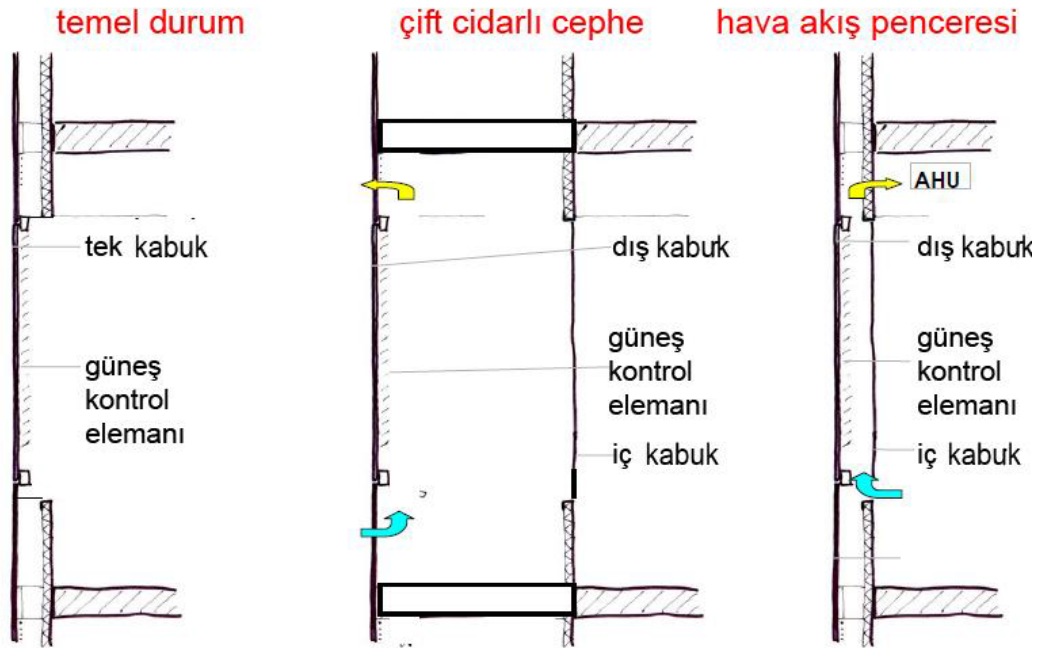 temel durum
çift cidarlı cephe
hava akış penceresi
tek kabuk
güneş
kontrol
elemanı
dış kabuk
güneş
kontrol
elemanı
iç kabuk
AHU
dış kabuk
güneş
kontrol
elemanı
iç kabuk